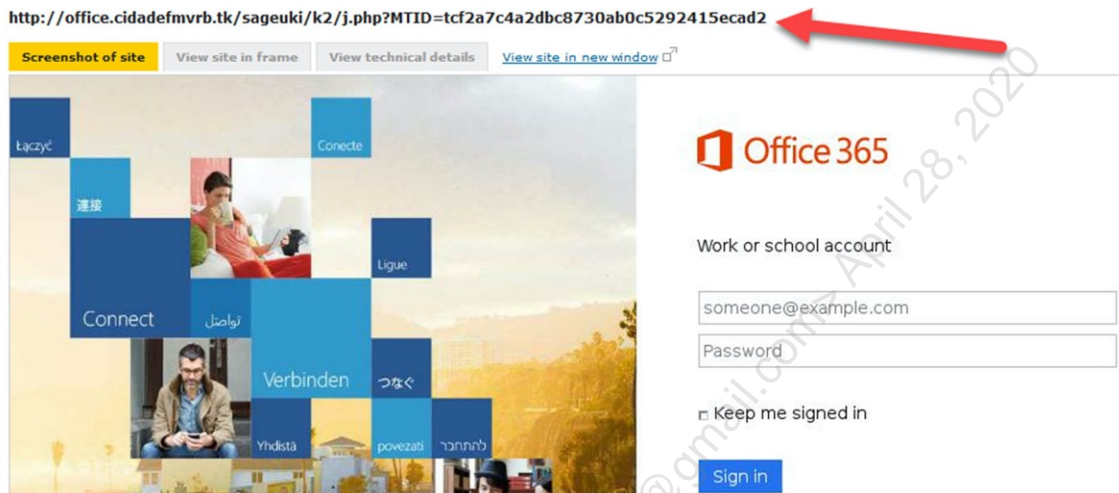 http://office.cidadefmvrb.tk/sageuki/k2/j.php?MTID=tcf2a7c4a2dbc8730ab0c5292415ecad2
Screenshot of site View site in frame View technical details View site in new window
Łączyć
Conecte
Office 365
連接
Ligue
Work or school account
Connect
تواصل
someone@example.com
Password
Verbinden
つなぐ
Keep me signed in
Yhdistä
povezati
להתחבר
Sign in
@gmail.com> April 28, 2020